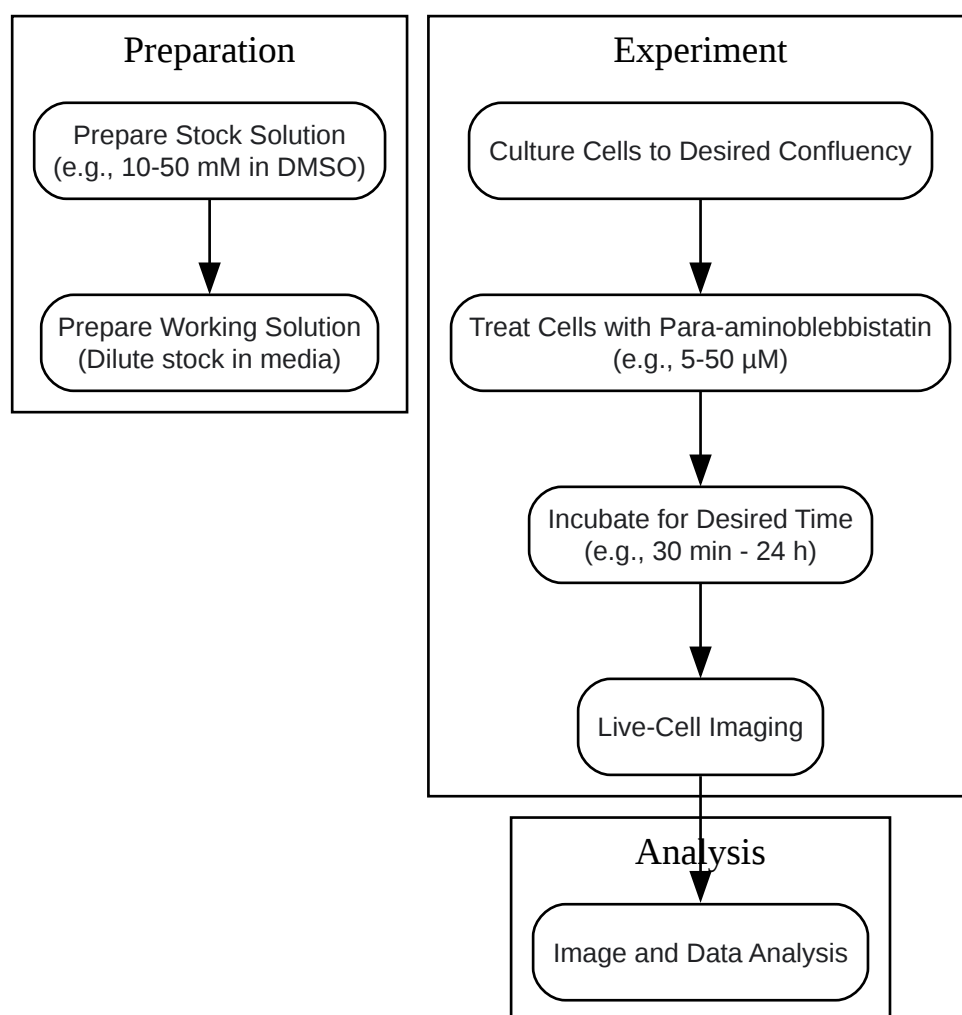 Preparation
Prepare Stock Solution
(e.g., 10-50 mM in DMSO)
Prepare Working Solution
(Dilute stock in media)
Experiment
Culture Cells to Desired Confluency
Treat Cells with Para-aminoblebbistatin
(e.g., 5-50 µM)
Incubate for Desired Time
(e.g., 30 min - 24 h)
Live-Cell Imaging
Analysis
Image and Data Analysis